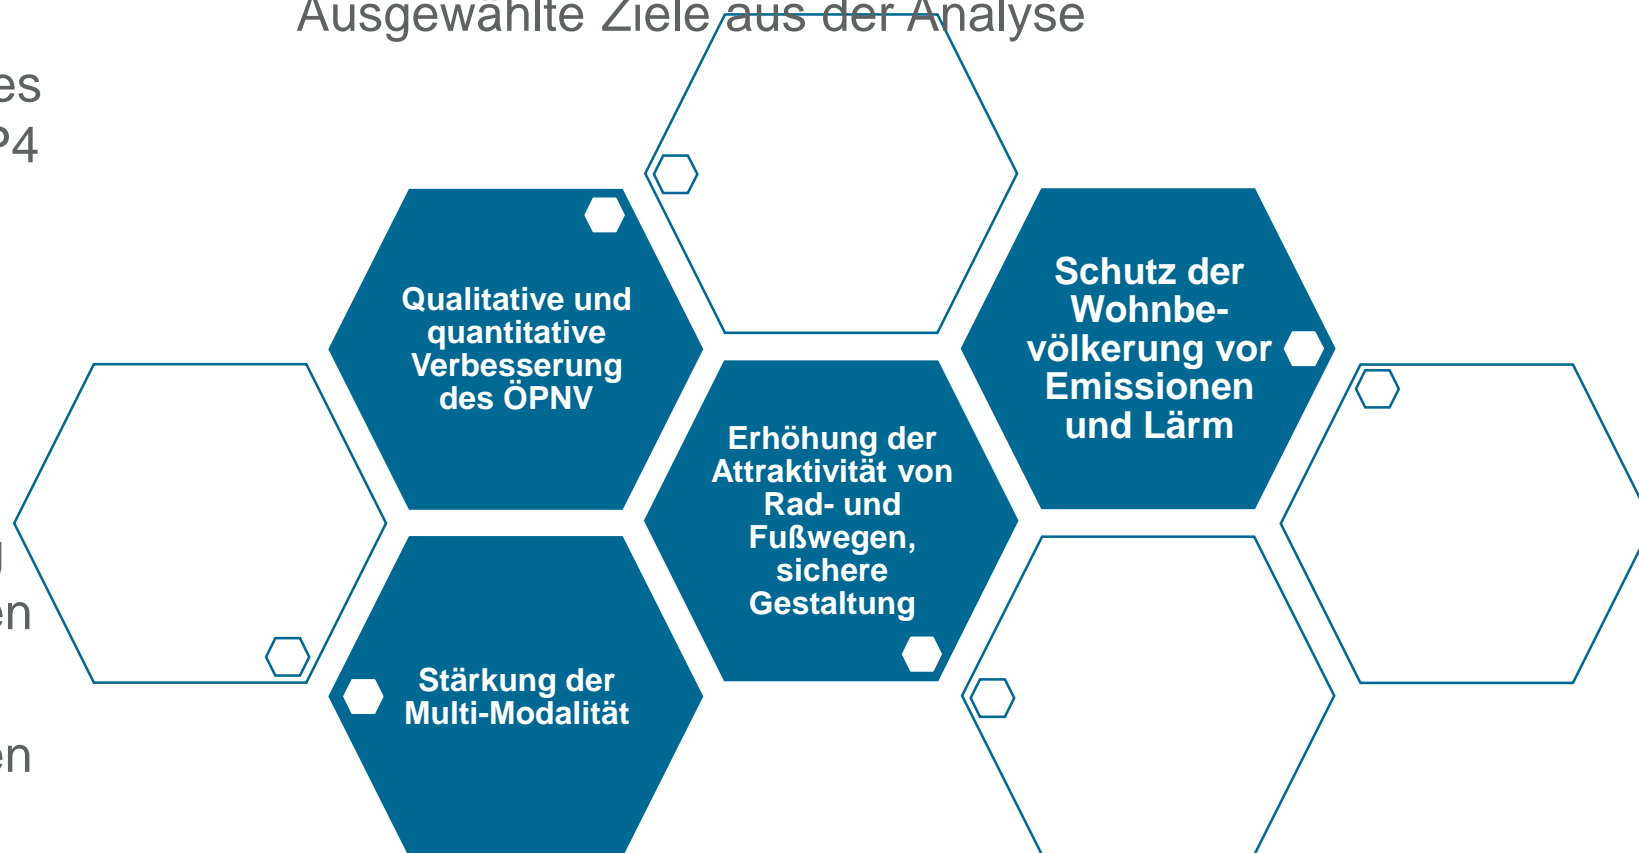 Ausgewählte Ziele aus der Analyse
es
P4
en
en
Qualitative und
quantitative
Verbesserung
des ÖPNV
Schutz der
Wohnbe-
völkerung vor
Emissionen
und Lärm
Erhöhung der
Attraktivität von
Rad- und
Fußwegen,
sichere
Gestaltung
Stärkung der
Multi-Modalität